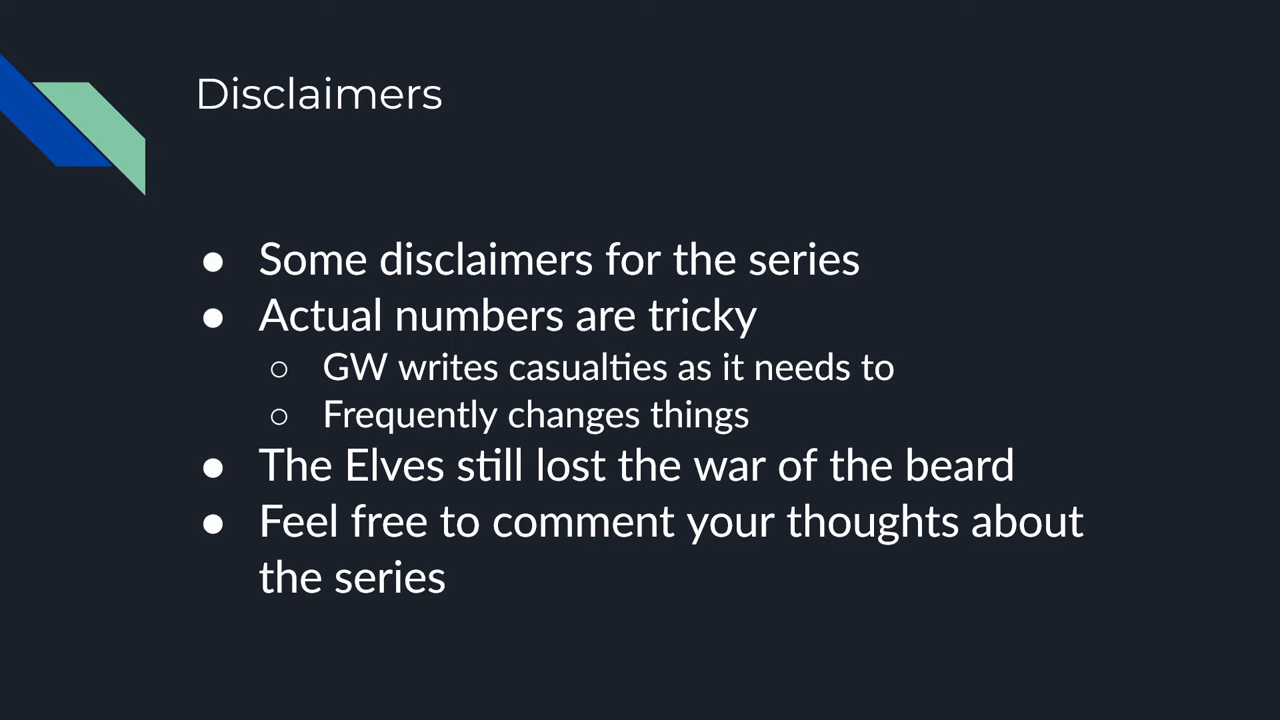 Disclaimers
● Some disclaimers for the series
● Actual numbers are tricky
○ GW writes casualties as it needs to
○ Frequently changes things
● The Elves still lost the war of the beard
● Feel free to comment your thoughts about
the series